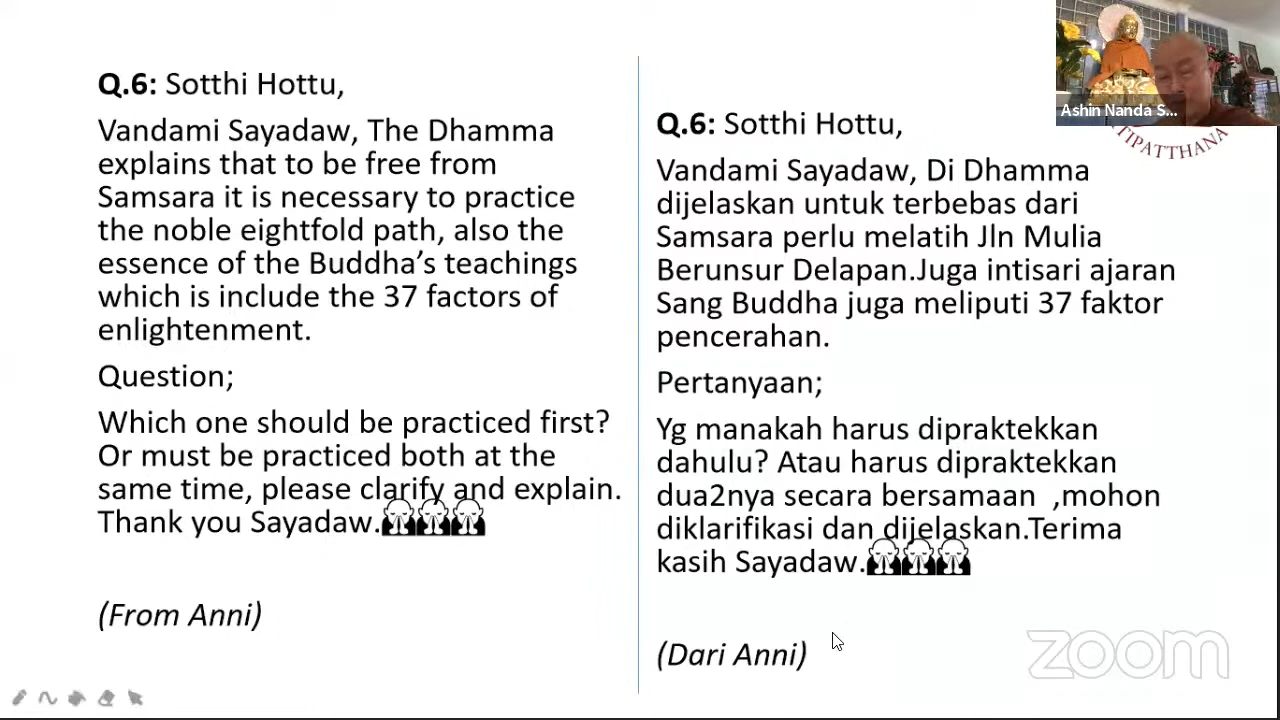 Q.6: Sotthi Hottu,
Vandami Sayadaw, The Dhamma
explains that to be free from
Samsara it is necessary to practice
the noble eightfold path, also the
essence of the Buddha’s teachings
which is include the 37 factors of
enlightenment.
Question;
Which one should be practiced first?
Or must be practiced both at the
same time, please clarify and explain.
Thank you Sayadaw.
(From Anni)
Q.6: Sotthi Hottu,
Vandami Sayadaw, Di Dhamma
dijelaskan untuk terbebas dari
Samsara perlu melatih Jln Mulia
Berunsur Delapan.Juga intisari ajaran
Sang Buddha juga meliputi 37 faktor
pencerahan.
Pertanyaan;
Yg manakah harus dipraktekkan
dahulu? Atau harus dipraktekkan
dua2nya secara bersamaan ,mohon
diklarifikasi dan dijelaskan.Terima
kasih Sayadaw.
(Dari Anni)
Ashin Nanda S...
zoom